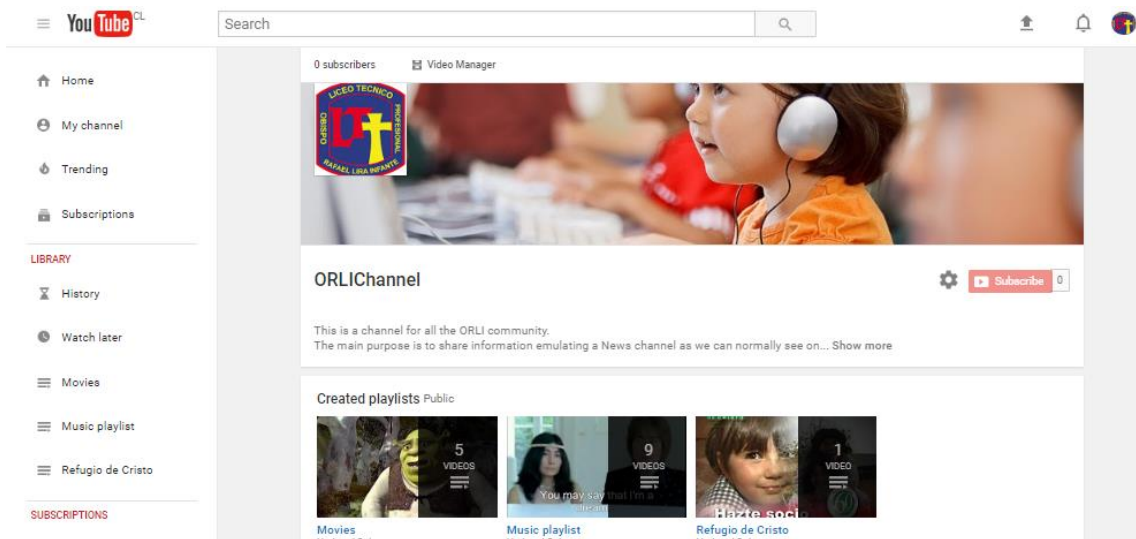 YouTube CL
Search
Home
My channel
Trending
Subscriptions
LIBRARY
History
Watch later
Movies
Music playlist
Refugio de Cristo
SUBSCRIPTIONS
0 subscribers
Video Manager
LICEO TECNICO
PROFESIONAL
OBISPO
RAFAEL LIRA INFANTE
ORLIChannel
Subscribe 0
This is a channel for all the ORLI community.
The main purpose is to share information emulating a News channel as we can normally see on... Show more
Created playlists Public
5
VIDEOS
9
VIDEOS
1
VIDEO
You may say that I'm a
Hazte socio
Movies
Music playlist
Refugio de Cristo